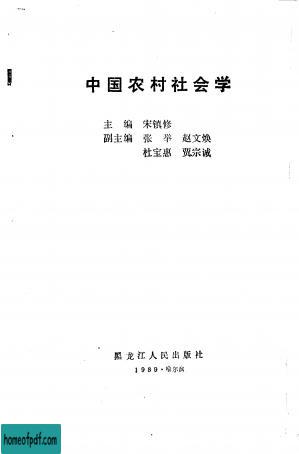 中国农村社会学
主 编 宋镇修
副主编 张 举 赵文焕
杜宝惠 贾宗诚
黑龙江人民出版社
1989·哈尔滨
homeofpdf.com